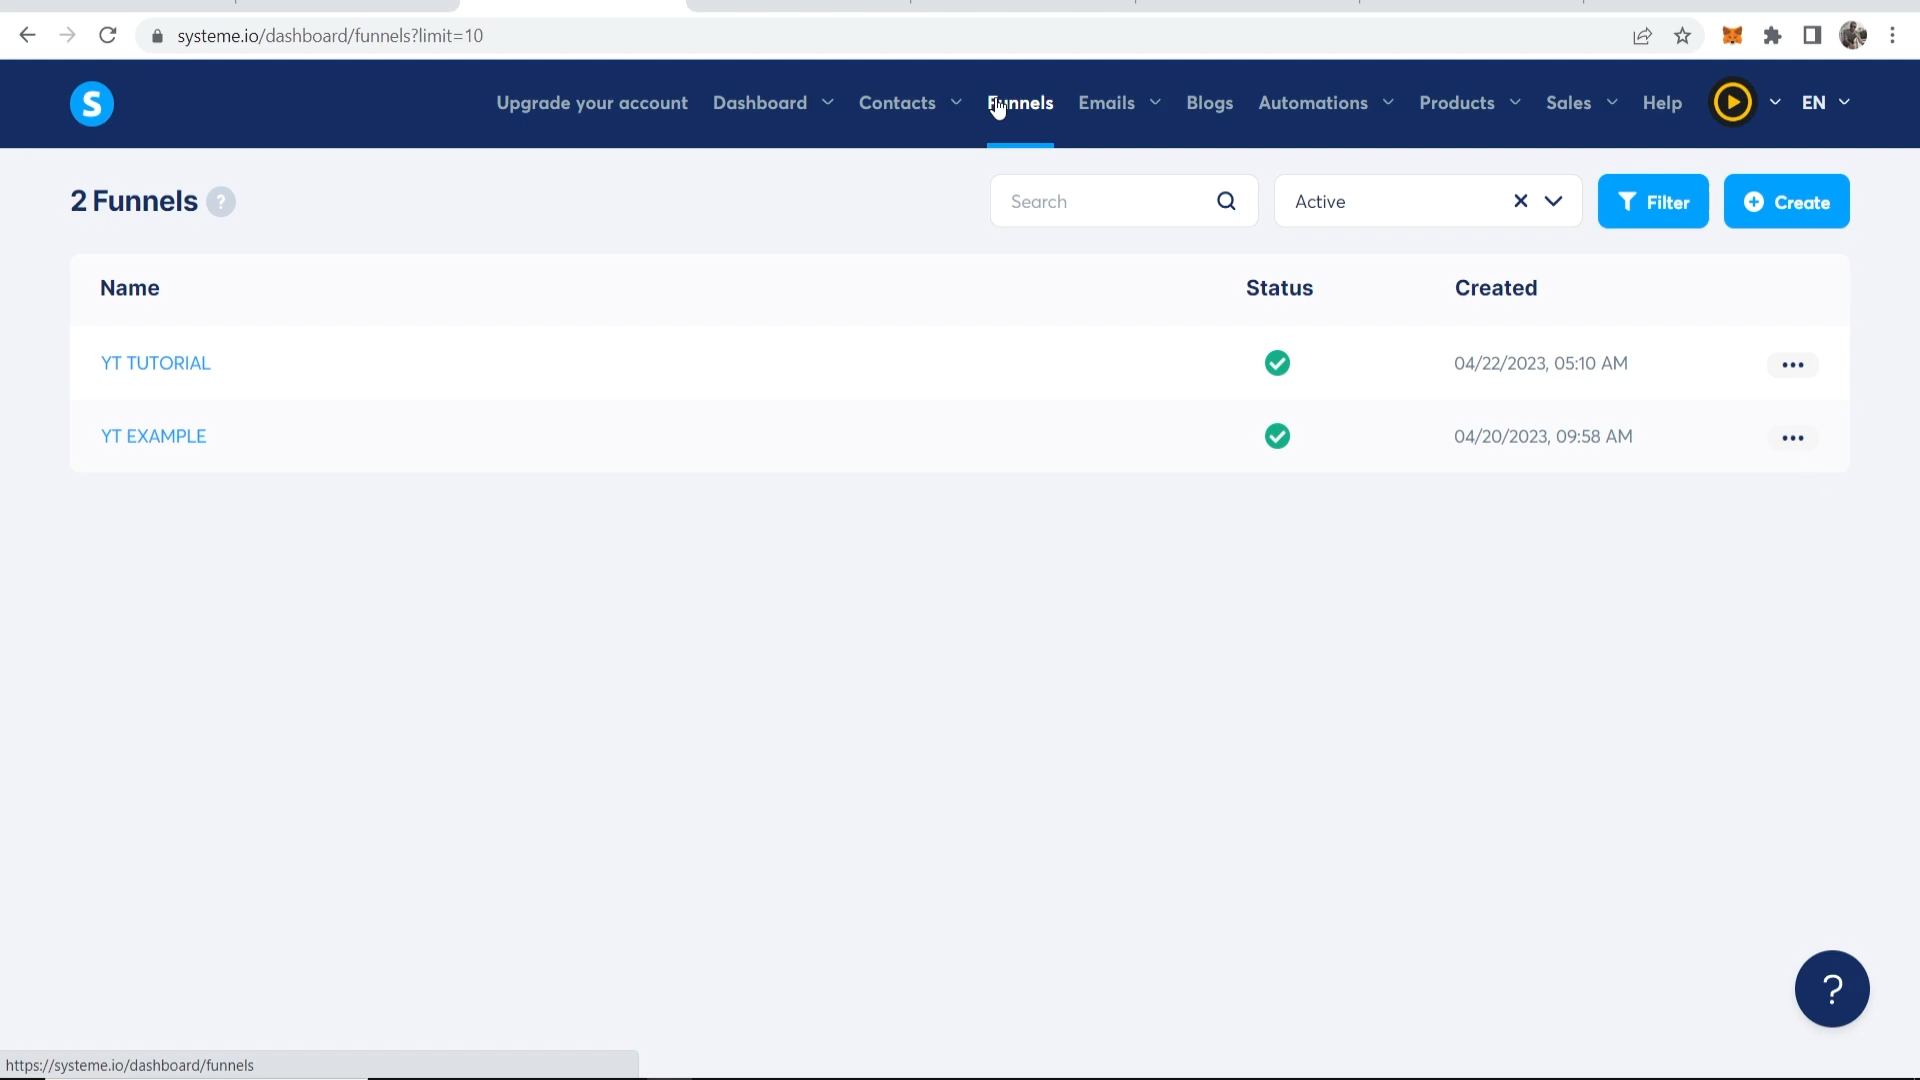 systeme.io/dashboard/funnels?limit=10
S Upgrade your account Dashboard Contacts Funnels Emails Blogs Automations Products Sales Help EN
2 Funnels ? Search Active Filter Create
Name Status Created
YT TUTORIAL 04/22/2023, 05:10 AM
YT EXAMPLE 04/20/2023, 09:58 AM
?
https://systeme.io/dashboard/funnels